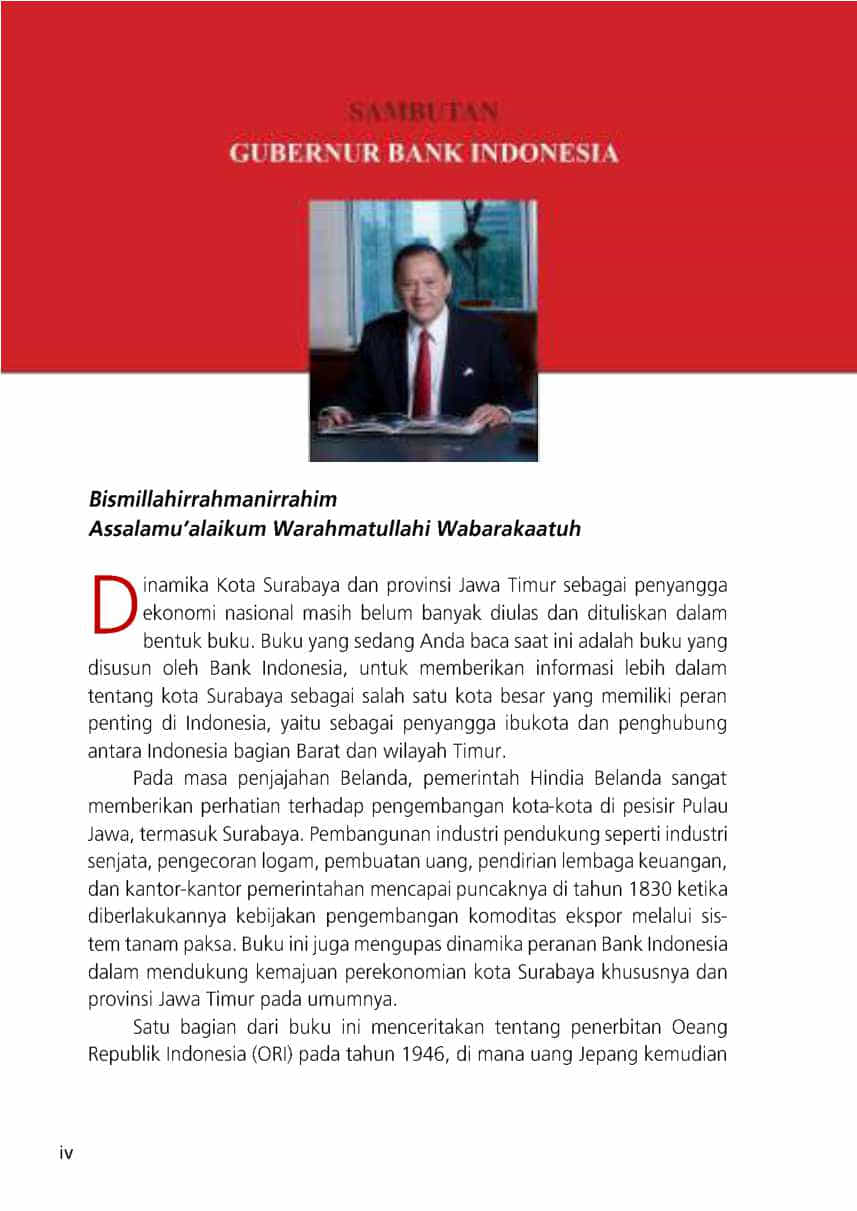 SAMBUTAN
GUBERNUR BANK INDONESIA
Bismillahirrahmanirrahim
Assalamu’alaikum Warahmatullahi Wabarakaatuh
Dinamika Kota Surabaya dan provinsi Jawa Timur sebagai penyangga
ekonomi nasional masih belum banyak diulas dan dituliskan dalam
bentuk buku. Buku yang sedang Anda baca saat ini adalah buku yang
disusun oleh Bank Indonesia, untuk memberikan informasi lebih dalam
tentang kota Surabaya sebagai salah satu kota besar yang memiliki peran
penting di Indonesia, yaitu sebagai penyangga ibukota dan penghubung
antara Indonesia bagian Barat dan wilayah Timur.
Pada masa penjajahan Belanda, pemerintah Hindia Belanda sangat
memberikan perhatian terhadap pengembangan kota-kota di pesisir Pulau
Jawa, termasuk Surabaya. Pembangunan industri pendukung seperti industri
senjata, pengecoran logam, pembuatan uang, pendirian lembaga keuangan,
dan kantor-kantor pemerintahan mencapai puncaknya di tahun 1830 ketika
diberlakukannya kebijakan pengembangan komoditas ekspor melalui sis-
tem tanam paksa. Buku ini juga mengupas dinamika peranan Bank Indonesia
dalam mendukung kemajuan perekonomian kota Surabaya khususnya dan
provinsi Jawa Timur pada umumnya.
Satu bagian dari buku ini menceritakan tentang penerbitan Oeang
Republik Indonesia (ORI) pada tahun 1946, di mana uang Jepang kemudian
iv